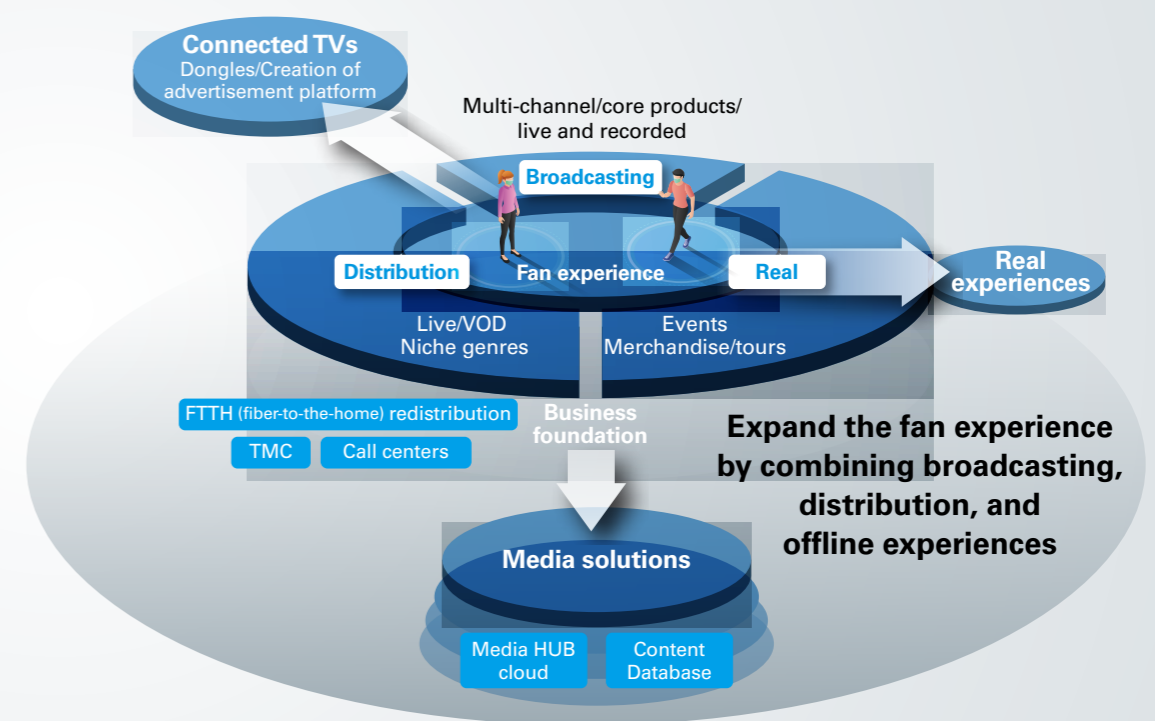 Connected TVs
Dongles/Creation of
advertisement platform
Multi-channel/core products/
live and recorded
Broadcasting
Distribution
Fan experience
Real
Real
experiences
Live/VOD
Niche genres
Events
Merchandise/tours
FTTH (fiber-to-the-home) redistribution
TMC
Call centers
Business
foundation
Expand the fan experience
by combining broadcasting,
distribution, and
offline experiences
Media solutions
Media HUB
cloud
Content
Database